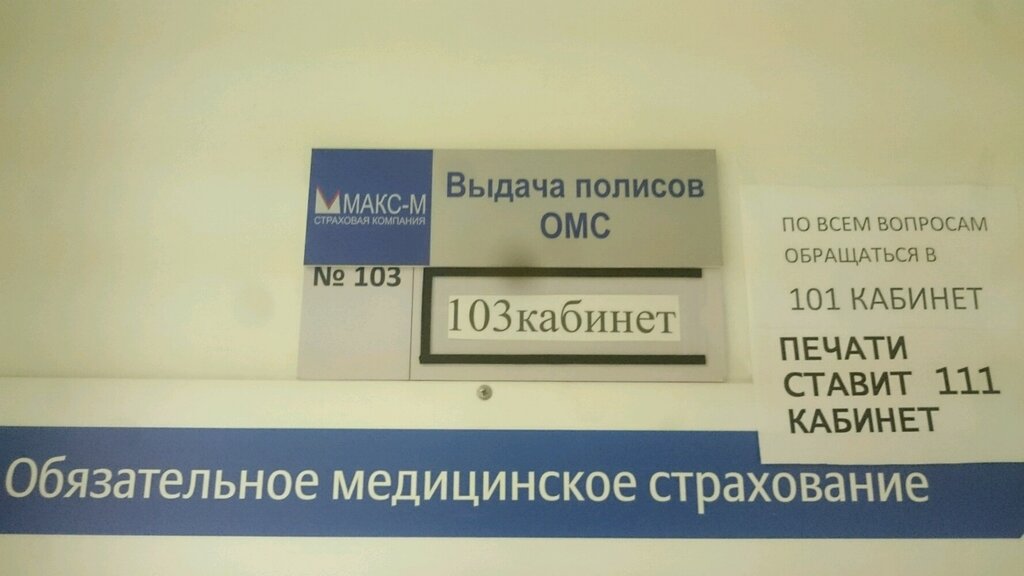 МАКС-М
СТРАХОВАЯ КОМПАНИЯ
Выдача полисов
ОМС
№ 103
103кабинет
ПО ВСЕМ ВОПРОСАМ
ОБРАЩАТЬСЯ В
101 КАБИНЕТ
ПЕЧАТИ
СТАВИТ 111
КАБИНЕТ
Обязательное медицинское страхование